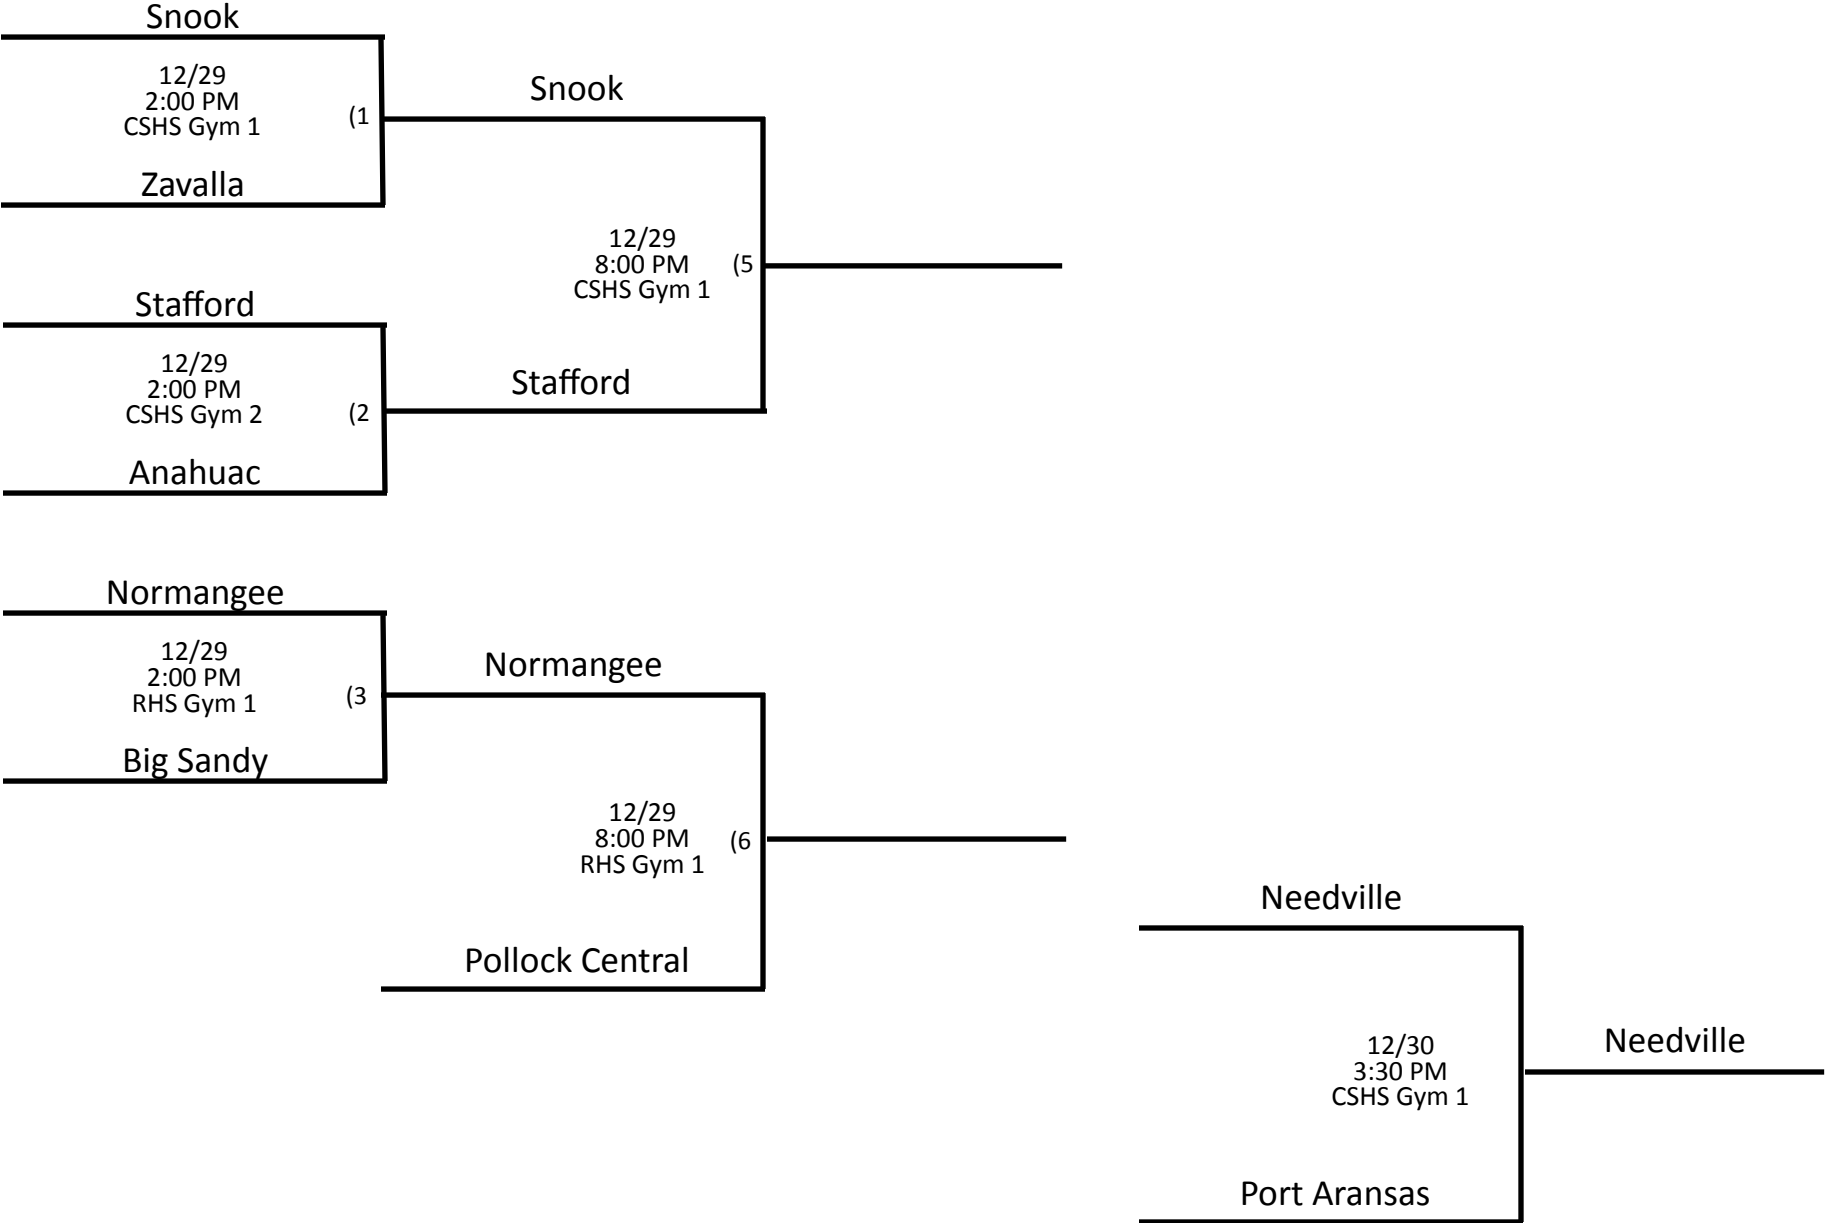 Snook
12/29
2:00 PM
CSHS Gym 1
(1
Zavalla
Snook
12/29
8:00 PM
CSHS Gym 1
(5
Stafford
12/29
2:00 PM
CSHS Gym 2
(2
Anahuac
Stafford
Normangee
12/29
2:00 PM
RHS Gym 1
(3
Big Sandy
Normangee
12/29
8:00 PM
RHS Gym 1
(6
Pollock Central
Needville
12/30
3:30 PM
CSHS Gym 1
Port Aransas
Needville